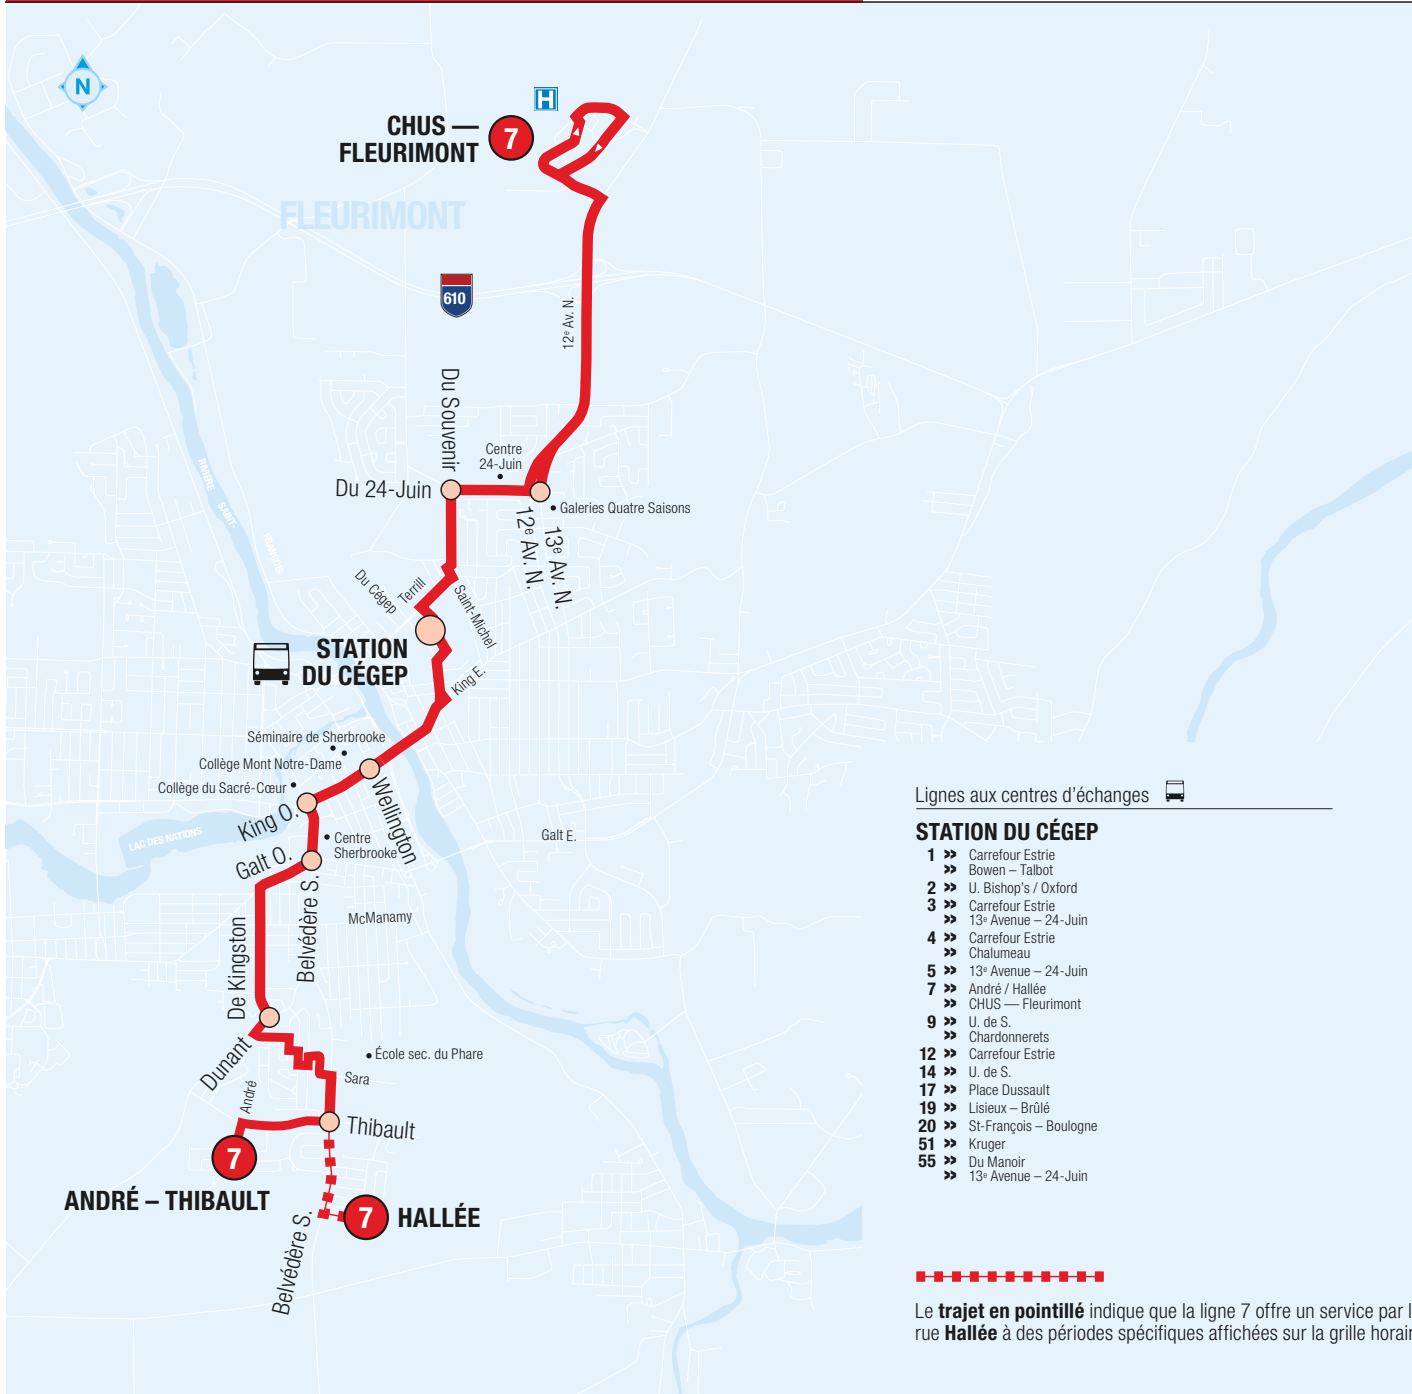 N
H
CHUS —
FLEURIMONT
7
FLEURIMONT
610
12e Av. N.
Du Souvenir
Centre
24-Juin
Du 24-Juin
Galeries Quatre Saisons
12e Av. N.
13e Av. N.
RIVIÈRE SAINT-FRANÇOIS
Du Cégep
Terrill
Saint-Michel
STATION
DU CÉGEP
King E.
Séminaire de Sherbrooke
Collège Mont Notre-Dame
Collège du Sacré-Cœur
King O.
Wellington
LAC DES NATIONS
Centre
Sherbrooke
Galt E.
Galt O.
Belvédère S.
McManamy
De Kingston
Dunant
École sec. du Phare
Sara
André
Thibault
7
ANDRÉ – THIBAULT
7
HALLÉE
Belvédère S.
Lignes aux centres d'échanges
STATION DU CÉGEP
1 » Carrefour Estrie
» Bowen – Talbot
2 » U. Bishop's / Oxford
3 » Carrefour Estrie
» 13e Avenue – 24-Juin
4 » Carrefour Estrie
» Chalumeau
5 » 13e Avenue – 24-Juin
7 » André / Hallée
» CHUS — Fleurimont
9 » U. de S.
» Chardonnerets
12 » Carrefour Estrie
14 » U. de S.
17 » Place Dussault
19 » Lisieux – Brûlé
20 » St-François – Boulogne
51 » Kruger
55 » Du Manoir
» 13e Avenue – 24-Juin
Le trajet en pointillé indique que la ligne 7 offre un service par l
rue Hallée à des périodes spécifiques affichées sur la grille horair